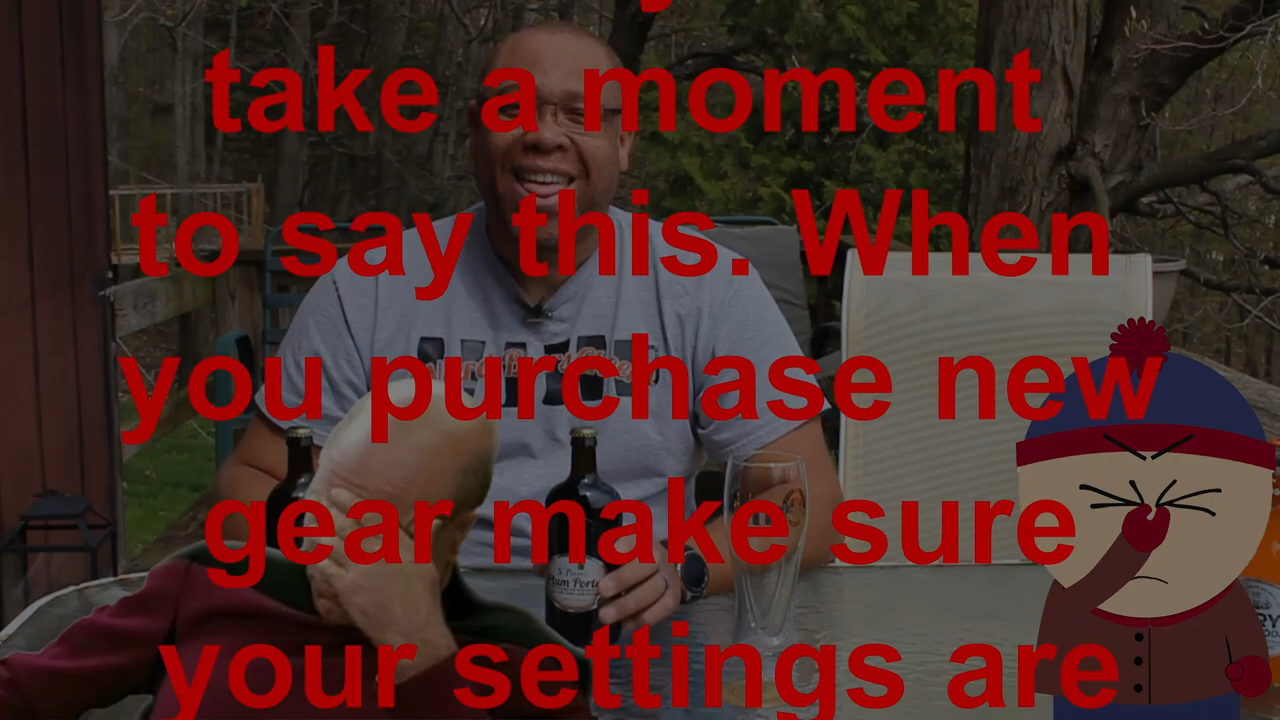 take a moment
to say this. When
you purchase new
gear make sure
your settings are